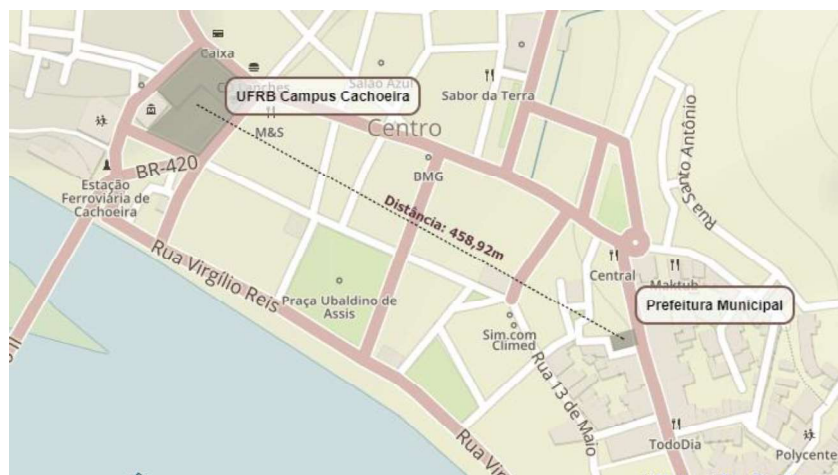 Caixa
UFRB Campus Cachoeira
Salão Azul
Sabor da Terra
M&S
Centro
BR-420
BMG
Rua Santo Antônio
Estação
Ferroviária de
Cachoeira
Distância: 458,92m
Rua Virgílio Reis
Central
Maktub
Praça Ubaldino de
Assis
Prefeitura Municipal
Sim.com
Climed
Rua 13 de Maio
TodoDia
Rua
Polycente